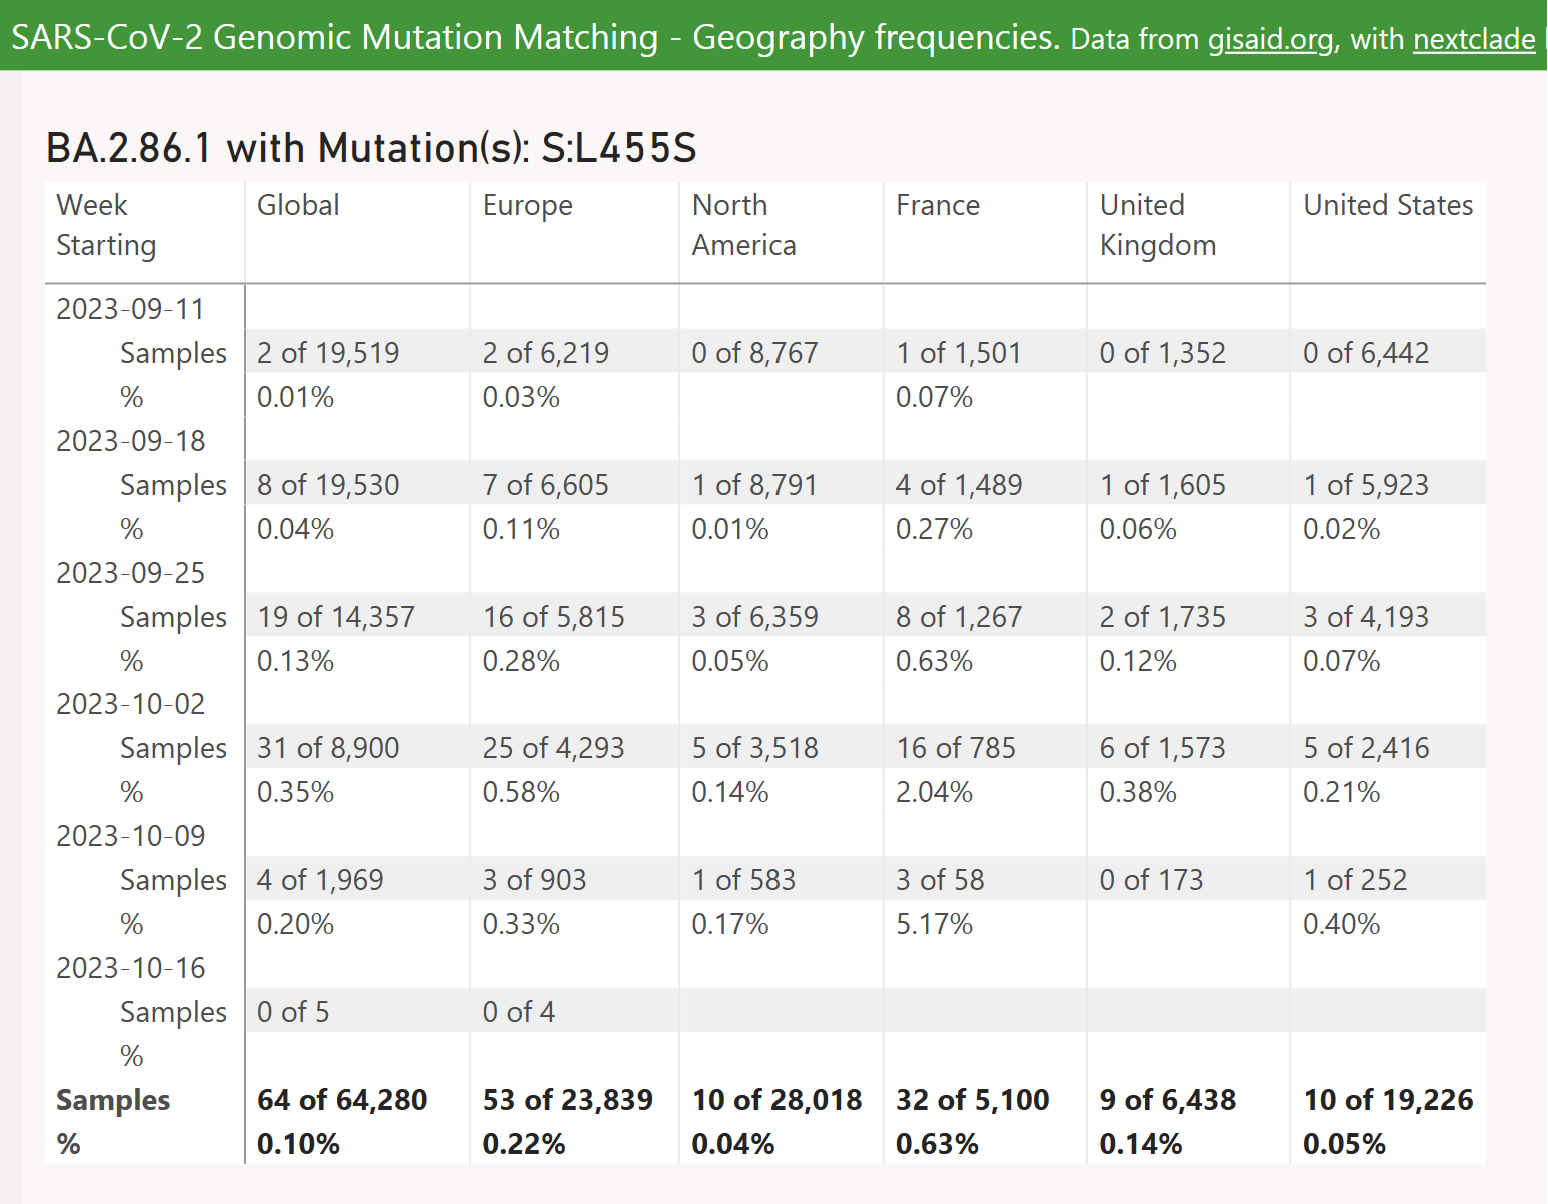 SARS-CoV-2 Genomic Mutation Matching - Geography frequencies. Data from gisaid.org, with nextclade
BA.2.86.1 with Mutation(s): S:L455S
Week Starting Global Europe North America France United Kingdom United States
2023-09-11
Samples 2 of 19,519 2 of 6,219 0 of 8,767 1 of 1,501 0 of 1,352 0 of 6,442
% 0.01% 0.03% 0.07%
2023-09-18
Samples 8 of 19,530 7 of 6,605 1 of 8,791 4 of 1,489 1 of 1,605 1 of 5,923
% 0.04% 0.11% 0.01% 0.27% 0.06% 0.02%
2023-09-25
Samples 19 of 14,357 16 of 5,815 3 of 6,359 8 of 1,267 2 of 1,735 3 of 4,193
% 0.13% 0.28% 0.05% 0.63% 0.12% 0.07%
2023-10-02
Samples 31 of 8,900 25 of 4,293 5 of 3,518 16 of 785 6 of 1,573 5 of 2,416
% 0.35% 0.58% 0.14% 2.04% 0.38% 0.21%
2023-10-09
Samples 4 of 1,969 3 of 903 1 of 583 3 of 58 0 of 173 1 of 252
% 0.20% 0.33% 0.17% 5.17% 0.40%
2023-10-16
Samples 0 of 5 0 of 4
%
Samples 64 of 64,280 53 of 23,839 10 of 28,018 32 of 5,100 9 of 6,438 10 of 19,226
% 0.10% 0.22% 0.04% 0.63% 0.14% 0.05%